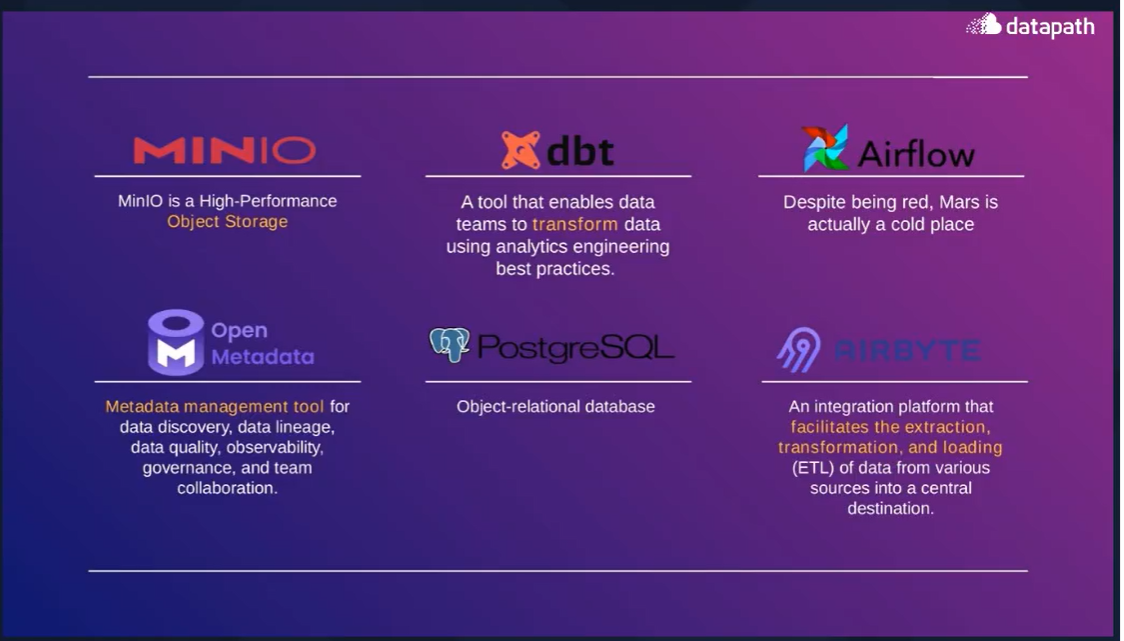 datapath
MINIO
MinIO is a High-Performance
Object Storage
dbt
A tool that enables data
teams to transform data
using analytics engineering
best practices.
Airflow
Despite being red, Mars is
actually a cold place
Open
Metadata
Metadata management tool for
data discovery, data lineage,
data quality, observability,
governance, and team
collaboration.
PostgreSQL
Object-relational database
AIRBYTE
An integration platform that
facilitates the extraction,
transformation, and loading
(ETL) of data from various
sources into a central
destination.